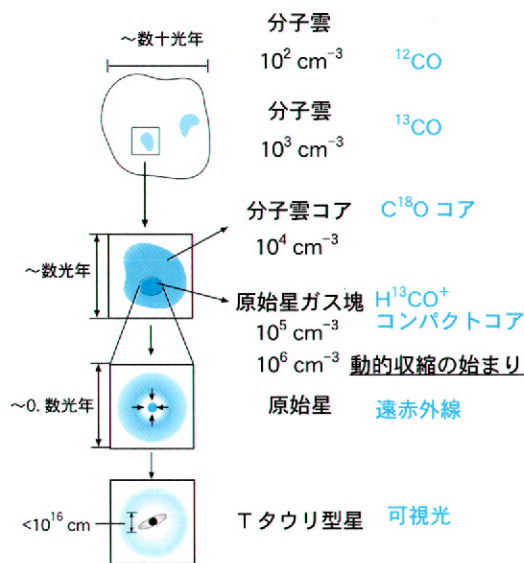 分子雲
～数十光年
10² cm⁻³ ¹²CO
分子雲 ¹³CO
10³ cm⁻³
分子雲コア C¹⁸O コア
10⁴ cm⁻³
～数光年
原始星ガス塊 H¹³CO⁺
10⁵ cm⁻³ コンパクトコア
10⁶ cm⁻³ 動的収縮の始まり
～0. 数光年
原始星 遠赤外線
<10¹⁶ cm
Tタウリ型星 可視光